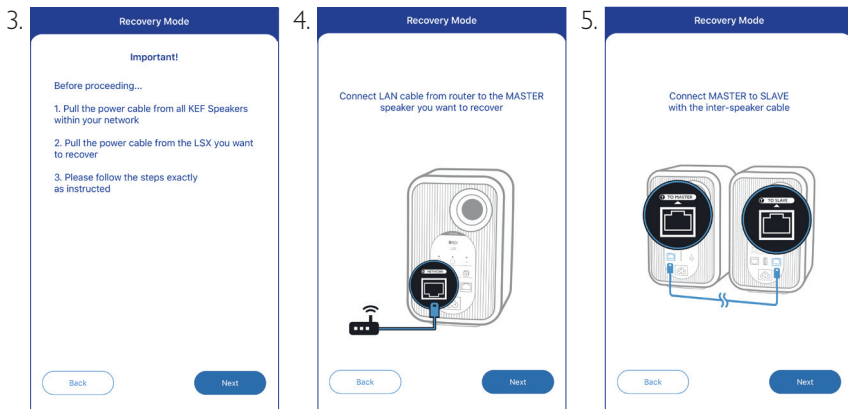 3.
Recovery Mode
Important!
Before proceeding...
1. Pull the power cable from all KEF Speakers
within your network
2. Pull the power cable from the LSX you want
to recover
3. Please follow the steps exactly
as instructed
Back
Next
4.
Recovery Mode
Connect LAN cable from router to the MASTER
speaker you want to recover
NETWORK
Back
Next
5.
Recovery Mode
Connect MASTER to SLAVE
with the inter-speaker cable
TO MASTER
TO SLAVE
Back
Next